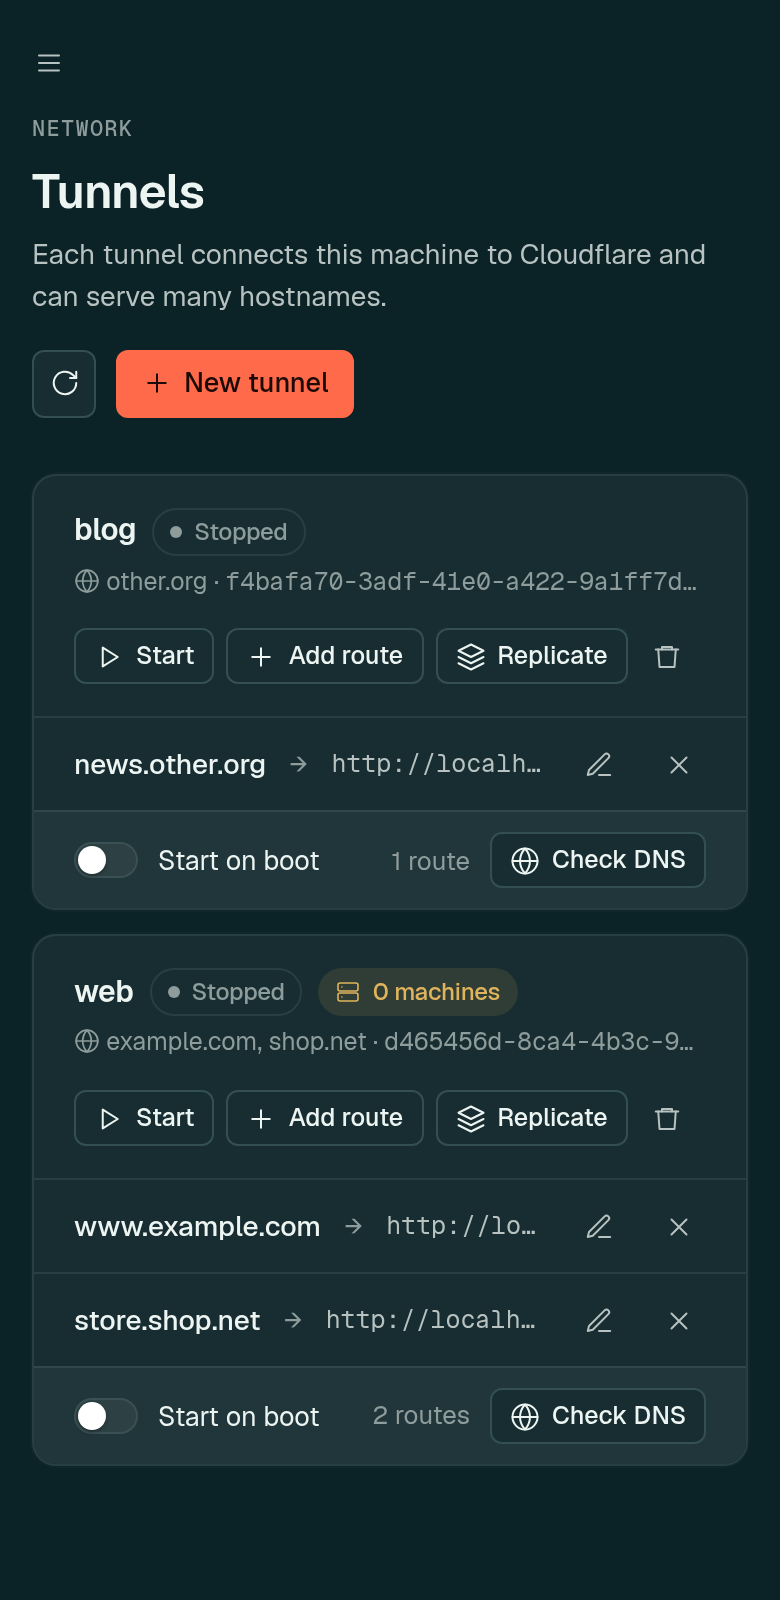 NETWORK
Tunnels
Each tunnel connects this machine to Cloudflare and
can serve many hostnames.
New tunnel
blog Stopped
other.org · f4bafa70-3adf-41e0-a422-9a1ff7d…
Start Add route Replicate
news.other.org → http://localh…
Start on boot 1 route Check DNS
web Stopped 0 machines
example.com, shop.net · d465456d-8ca4-4b3c-9…
Start Add route Replicate
www.example.com → http://lo…
store.shop.net → http://localh…
Start on boot 2 routes Check DNS